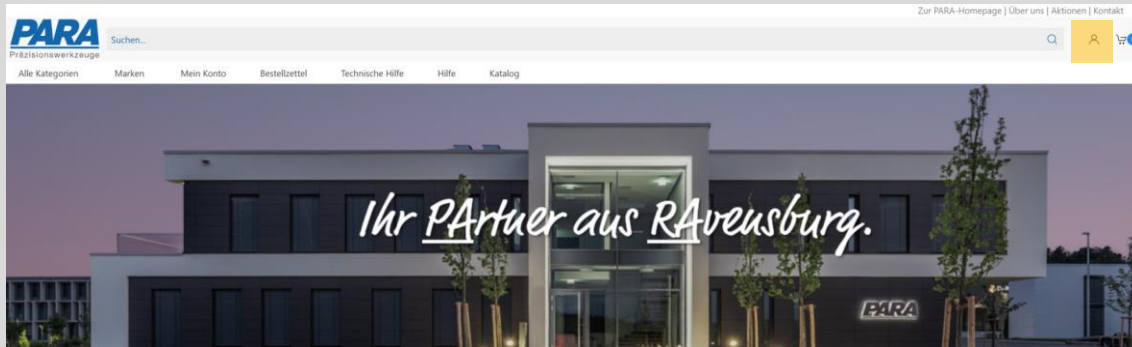 Zur PARA-Homepage | Über uns | Aktionen | Kontakt
PARA
Präzisionswerkzeuge
Suchen...
Alle Kategorien Marken Mein Konto Bestellzettel Technische Hilfe Hilfe Katalog
Ihr PArtner aus RAvensburg.
PARA